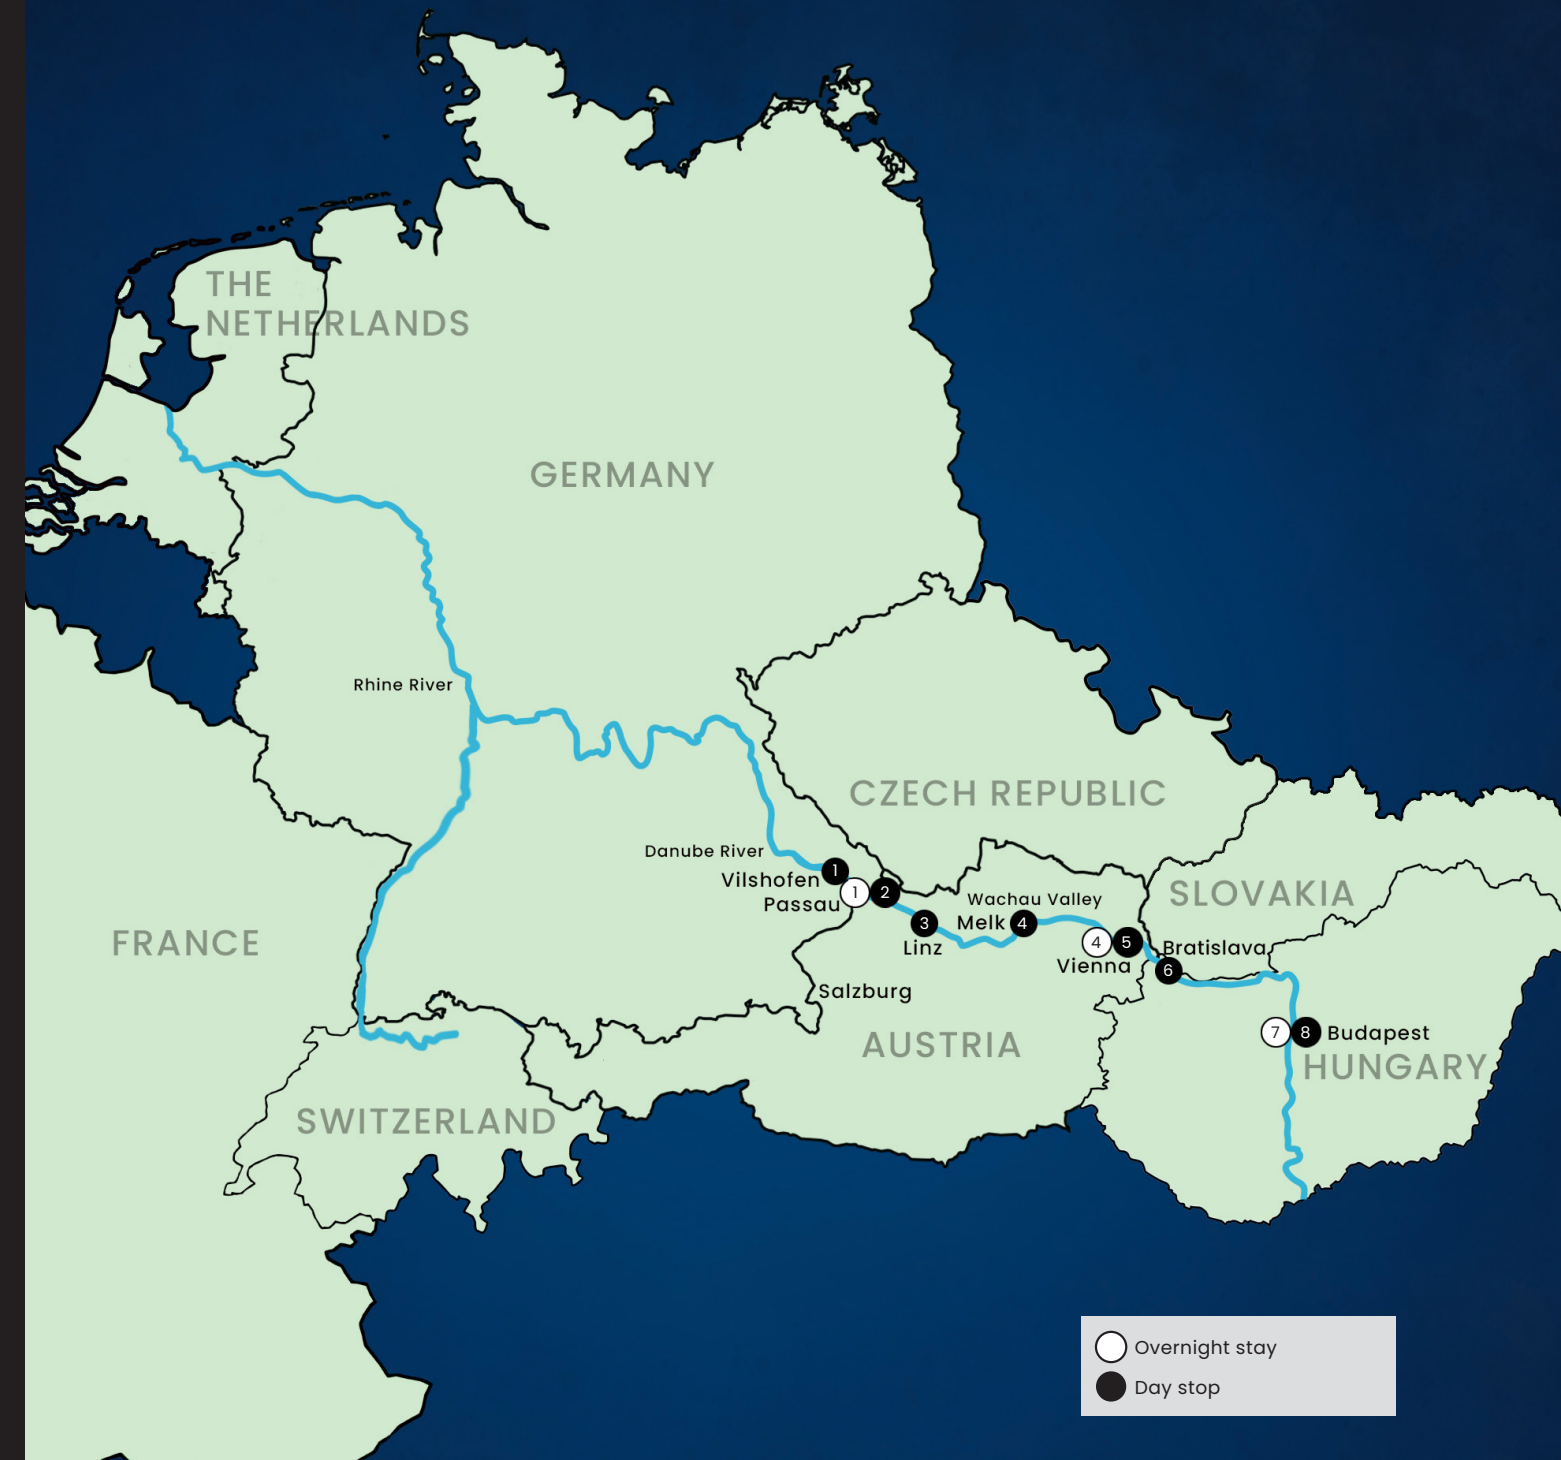 THE
NETHERLANDS
GERMANY
Rhine River
CZECH REPUBLIC
Danube River
1
Vilshofen
1
2
Passau
SLOVAKIA
Wachau Valley
3
Melk
4
FRANCE
Linz
4
5
Bratislava
Vienna
6
Salzburg
7
8
Budapest
AUSTRIA
HUNGARY
SWITZERLAND
Overnight stay
Day stop